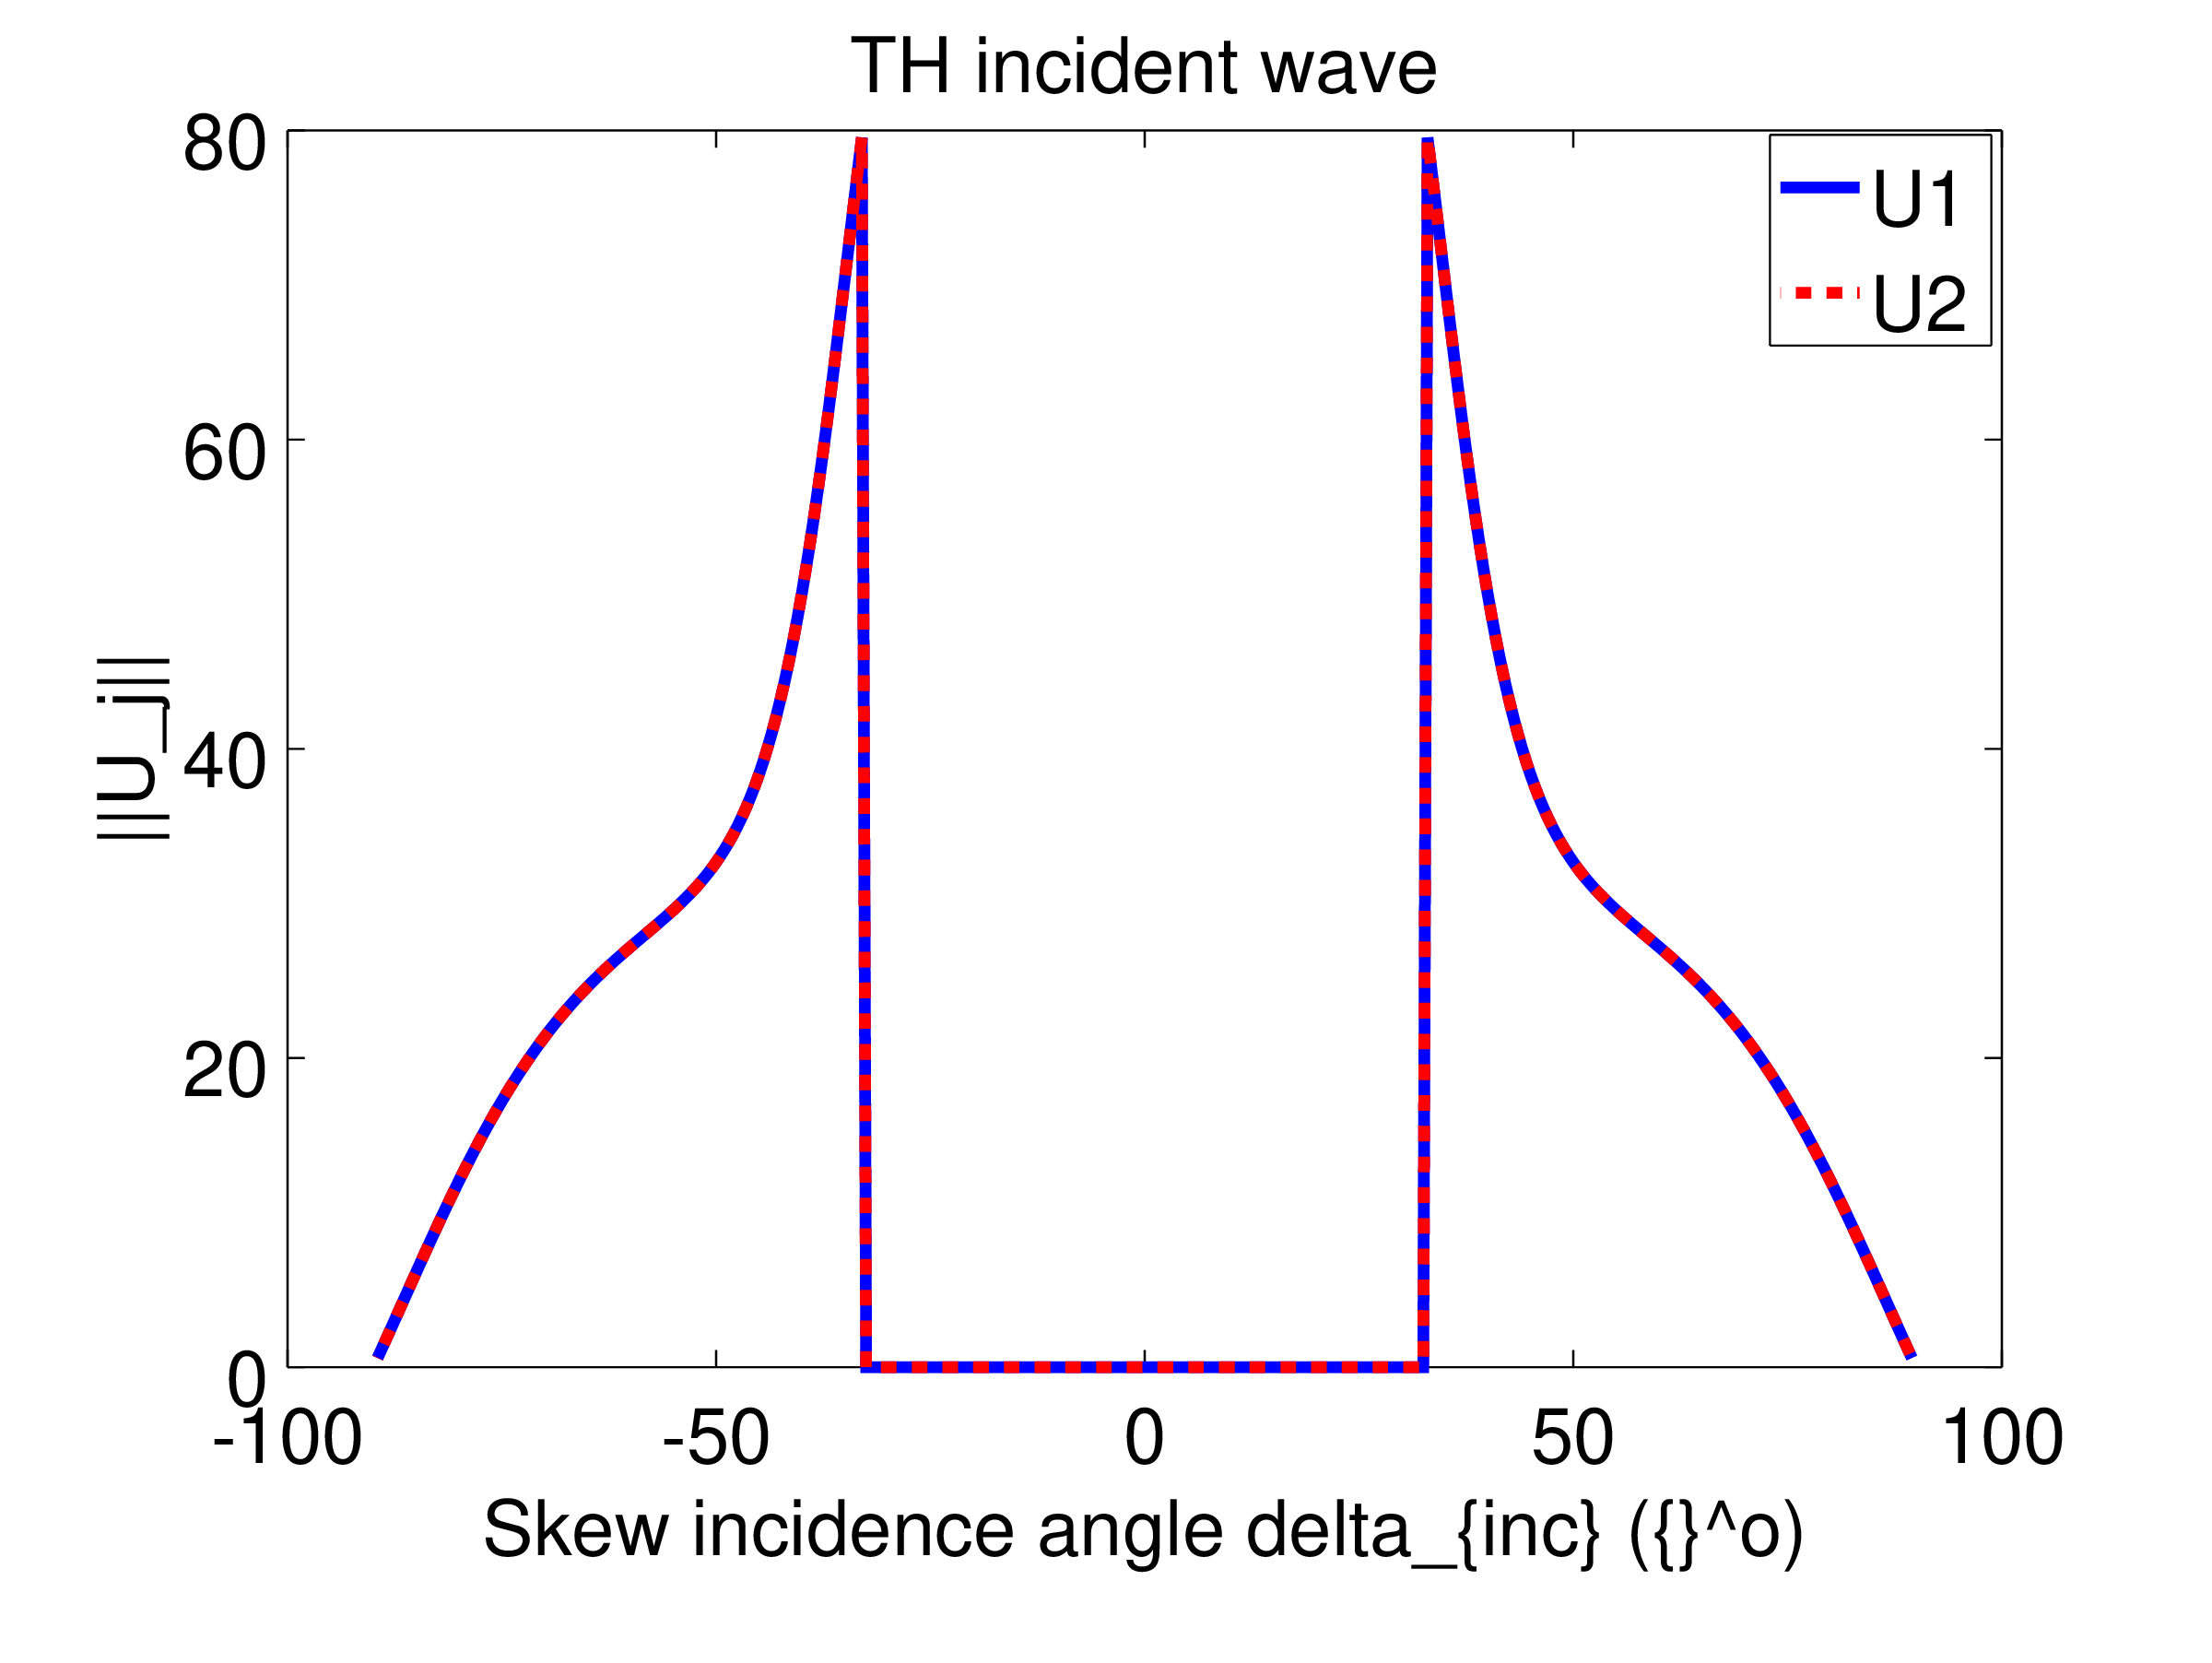 TH incident wave
80
60
40
20
0
||U_j||
-100
-50
0
50
100
Skew incidence angle delta_{inc} ({}^o)
U1
U2